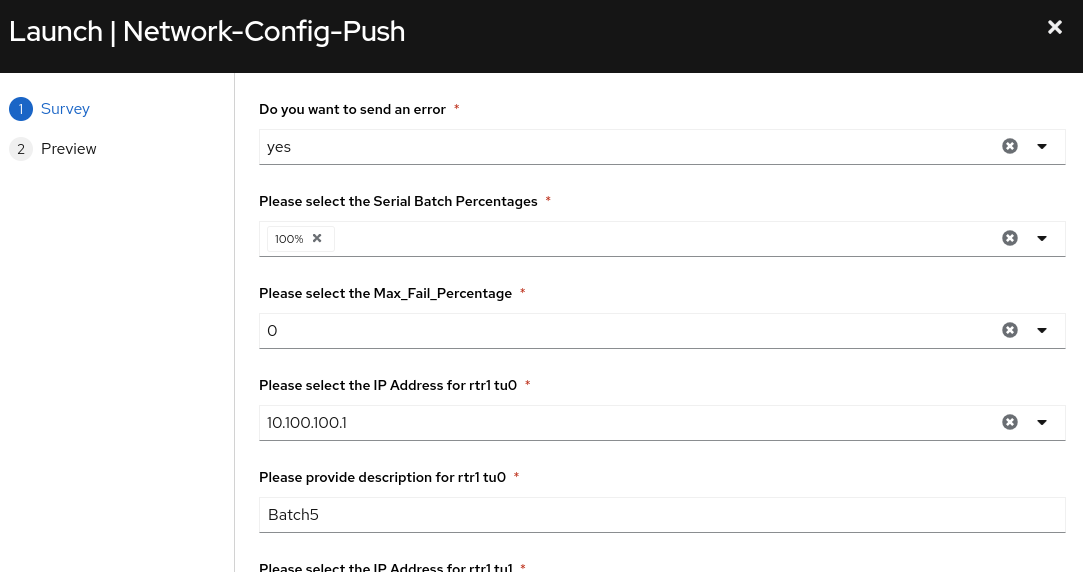 Launch | Network-Config-Push
1 Survey
2 Preview
Do you want to send an error *
yes
Please select the Serial Batch Percentages *
100%
Please select the Max_Fail_Percentage *
0
Please select the IP Address for rtr1 tu0 *
10.100.100.1
Please provide description for rtr1 tu0 *
Batch5
Please select the IP Address for rtr1 tu1 *